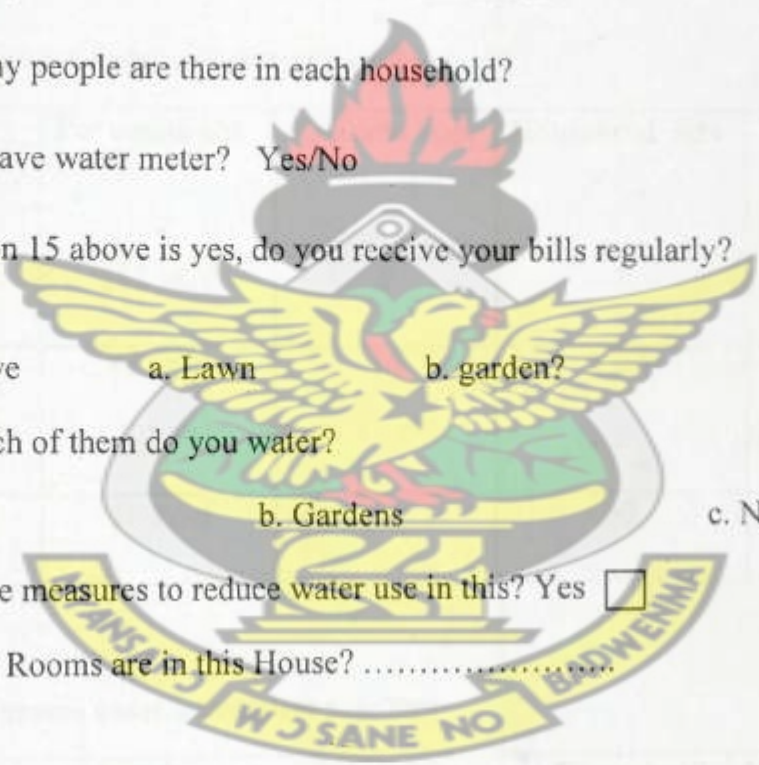 y people are there in each household?
ave water meter? Yes/No
n 15 above is yes, do you receive your bills regularly?
e a. Lawn b. garden?
ch of them do you water?
b. Gardens c. N
e measures to reduce water use in this? Yes
Rooms are in this House? ........................
NYANSAPƆ WƆSANE NO BADWENMA